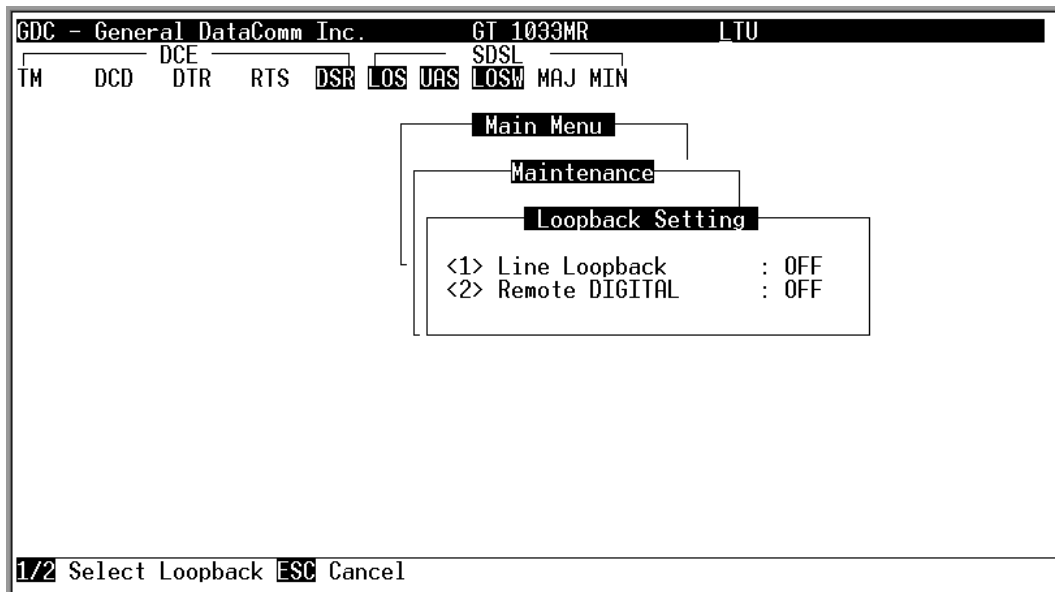 GDC - General DataComm Inc. GT 1033MR LTU
DCE SDSL
TM DCD DTR RTS DSR LOS UAS LOSW MAJ MIN
Main Menu
Maintenance
Loopback Setting
<1> Line Loopback : OFF
<2> Remote DIGITAL : OFF
1/2 Select Loopback ESC Cancel